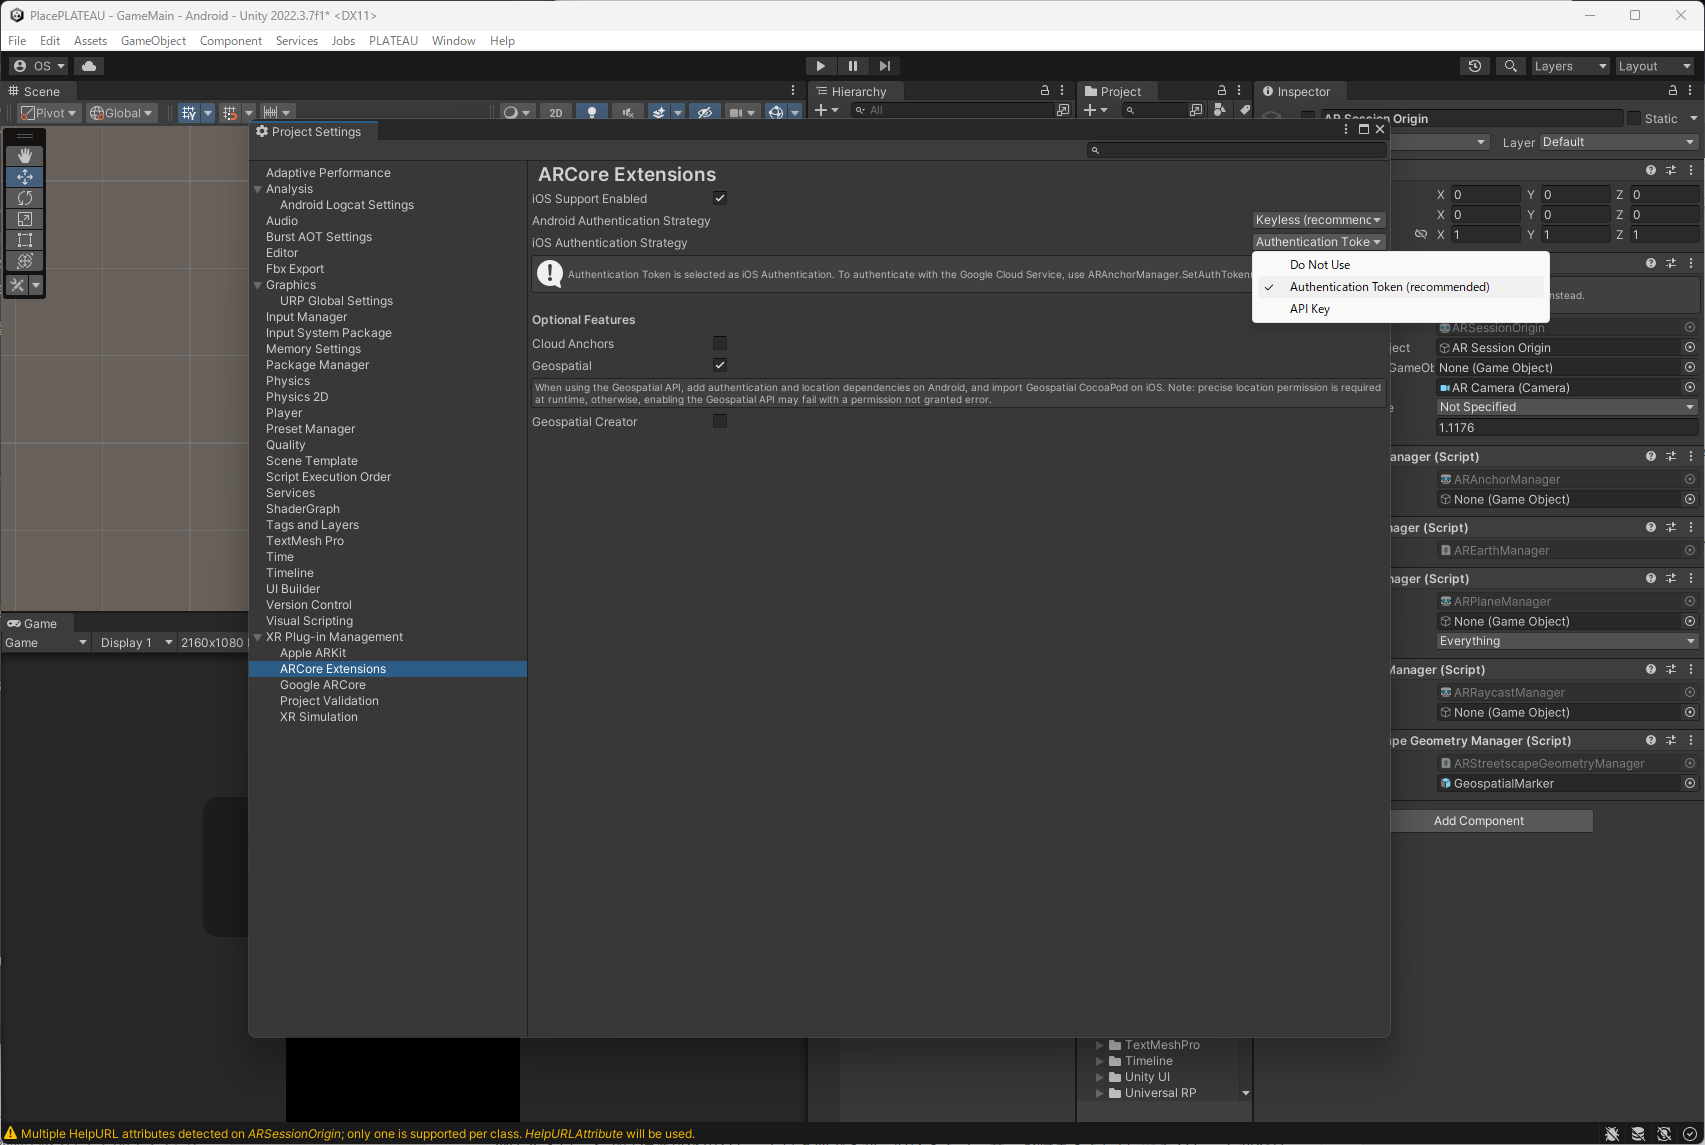 PlacePLATEAU - GameMain - Android - Unity 2022.3.7f1* <DX11>
File Edit Assets GameObject Component Services Jobs PLATEAU Window Help
OS
Layers
Layout
Scene
Hierarchy
Project
Inspector
Pivot
Global
2D
All
AR Session Origin
Static
Layer
Default
Project Settings
Adaptive Performance
Analysis
Android Logcat Settings
Audio
Burst AOT Settings
Editor
Fbx Export
Graphics
URP Global Settings
Input Manager
Input System Package
Memory Settings
Package Manager
Physics
Physics 2D
Player
Preset Manager
Quality
Scene Template
Script Execution Order
Services
ShaderGraph
Tags and Layers
TextMesh Pro
Time
Timeline
UI Builder
Version Control
Visual Scripting
XR Plug-in Management
Apple ARKit
ARCore Extensions
Google ARCore
Project Validation
XR Simulation
ARCore Extensions
iOS Support Enabled
Android Authentication Strategy
Keyless (recommenc
iOS Authentication Strategy
Authentication Toke
Authentication Token is selected as iOS Authentication. To authenticate with the Google Cloud Service, use ARAnchorManager.SetAuthToken
Do Not Use
Authentication Token (recommended)
API Key
Optional Features
Cloud Anchors
Geospatial
When using the Geospatial API, add authentication and location dependencies on Android, and import Geospatial CocoaPod on iOS. Note: precise location permission is required
at runtime, otherwise, enabling the Geospatial API may fail with a permission not granted error.
Geospatial Creator
X 0 Y 0 Z 0
X 0 Y 0 Z 0
X 1 Y 1 Z 1
nstead.
ARSessionOrigin
ject
AR Session Origin
GameOb
None (Game Object)
AR Camera (Camera)
e
Not Specified
1.1176
anager (Script)
ARAnchorManager
None (Game Object)
nager (Script)
AREarthManager
nager (Script)
ARPlaneManager
None (Game Object)
Everything
Manager (Script)
ARRaycastManager
None (Game Object)
ape Geometry Manager (Script)
ARStreetscapeGeometryManager
GeospatialMarker
Add Component
Game
Game
Display 1
2160x1080
TextMeshPro
Timeline
Unity UI
Universal RP
Multiple HelpURL attributes detected on ARSessionOrigin; only one is supported per class. HelpURLAttribute will be used.